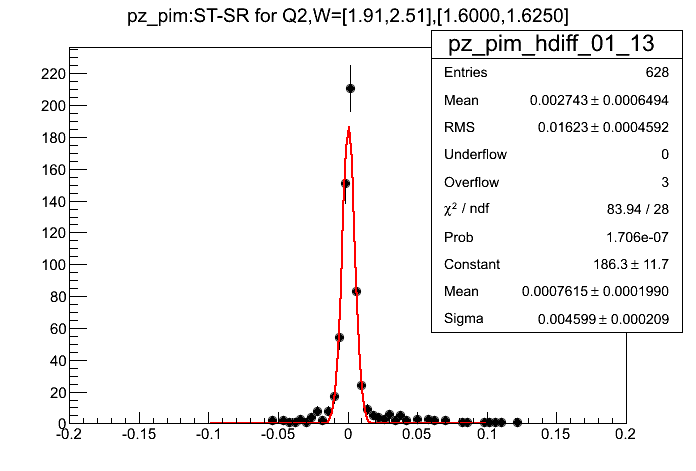 pz_pim:ST-SR for Q2,W=[1.91,2.51],[1.6000,1.6250]
pz_pim_hdiff_01_13
Entries 628
Mean 0.002743 ± 0.0006494
RMS 0.01623 ± 0.0004592
Underflow 0
Overflow 3
χ² / ndf 83.94 / 28
Prob 1.706e-07
Constant 186.3 ± 11.7
Mean 0.0007615 ± 0.0001990
Sigma 0.004599 ± 0.000209
220
200
180
160
140
120
100
80
60
40
20
0
-0.2 -0.15 -0.1 -0.05 0 0.05 0.1 0.15 0.2